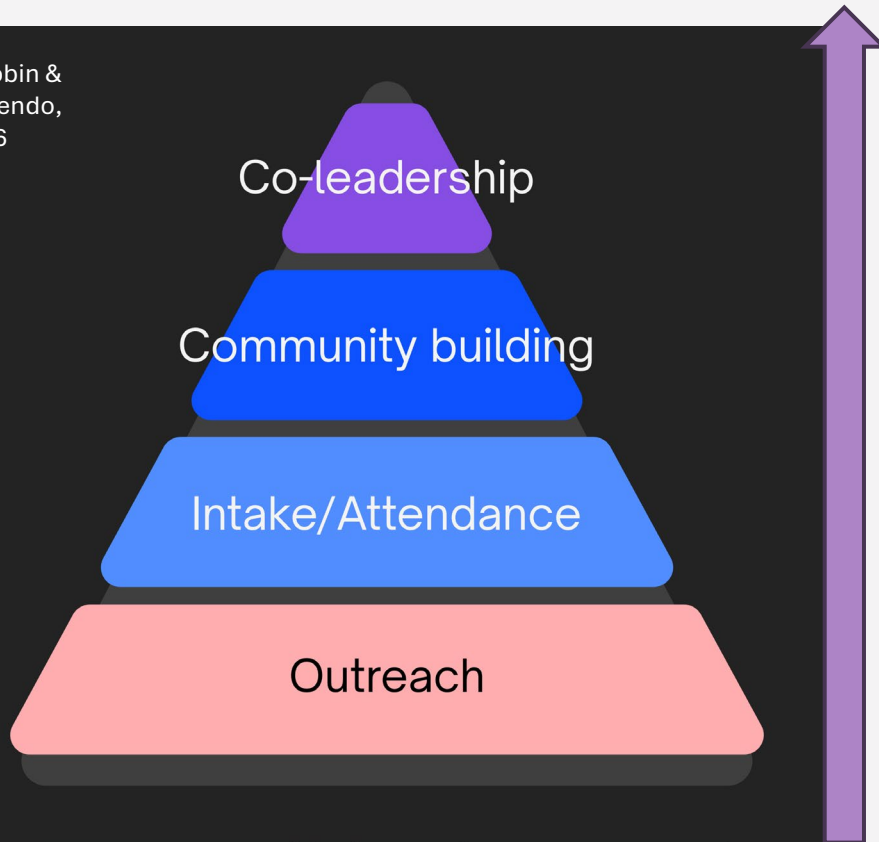 obin &
endo,
6
Co-leadership
Community building
Intake/Attendance
Outreach